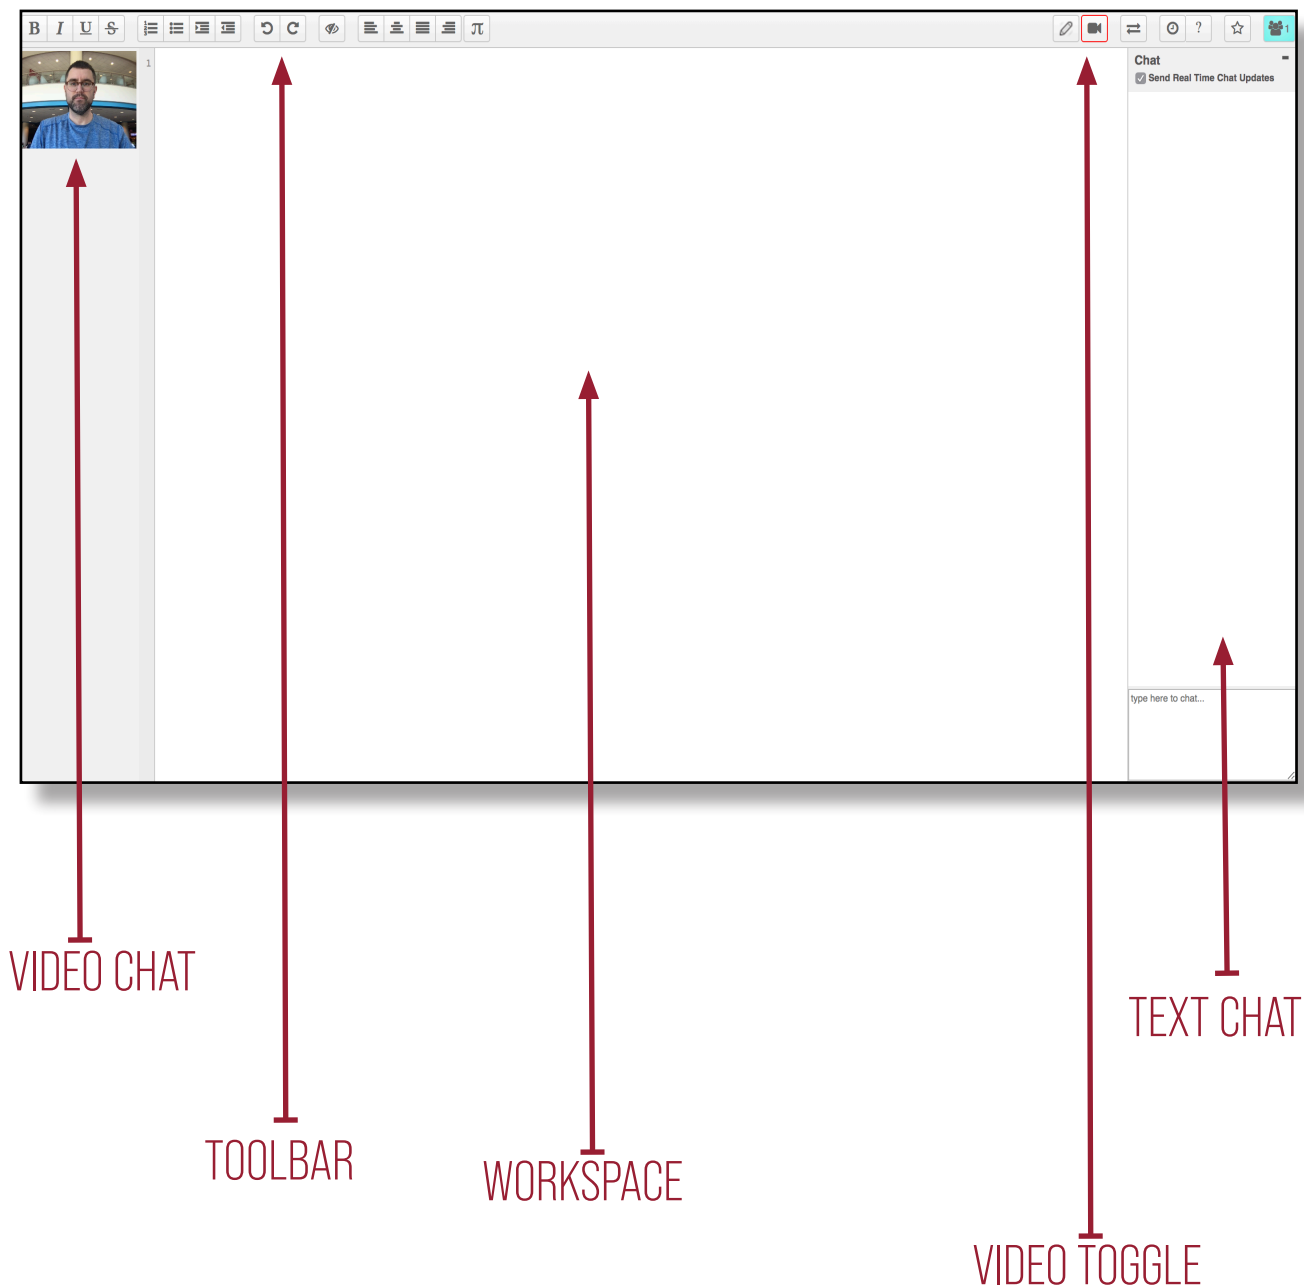 B I U S π ? 1
1
Chat
Send Real Time Chat Updates
type here to chat...
VIDEO CHAT
TEXT CHAT
TOOLBAR
WORKSPACE
VIDEO TOGGLE